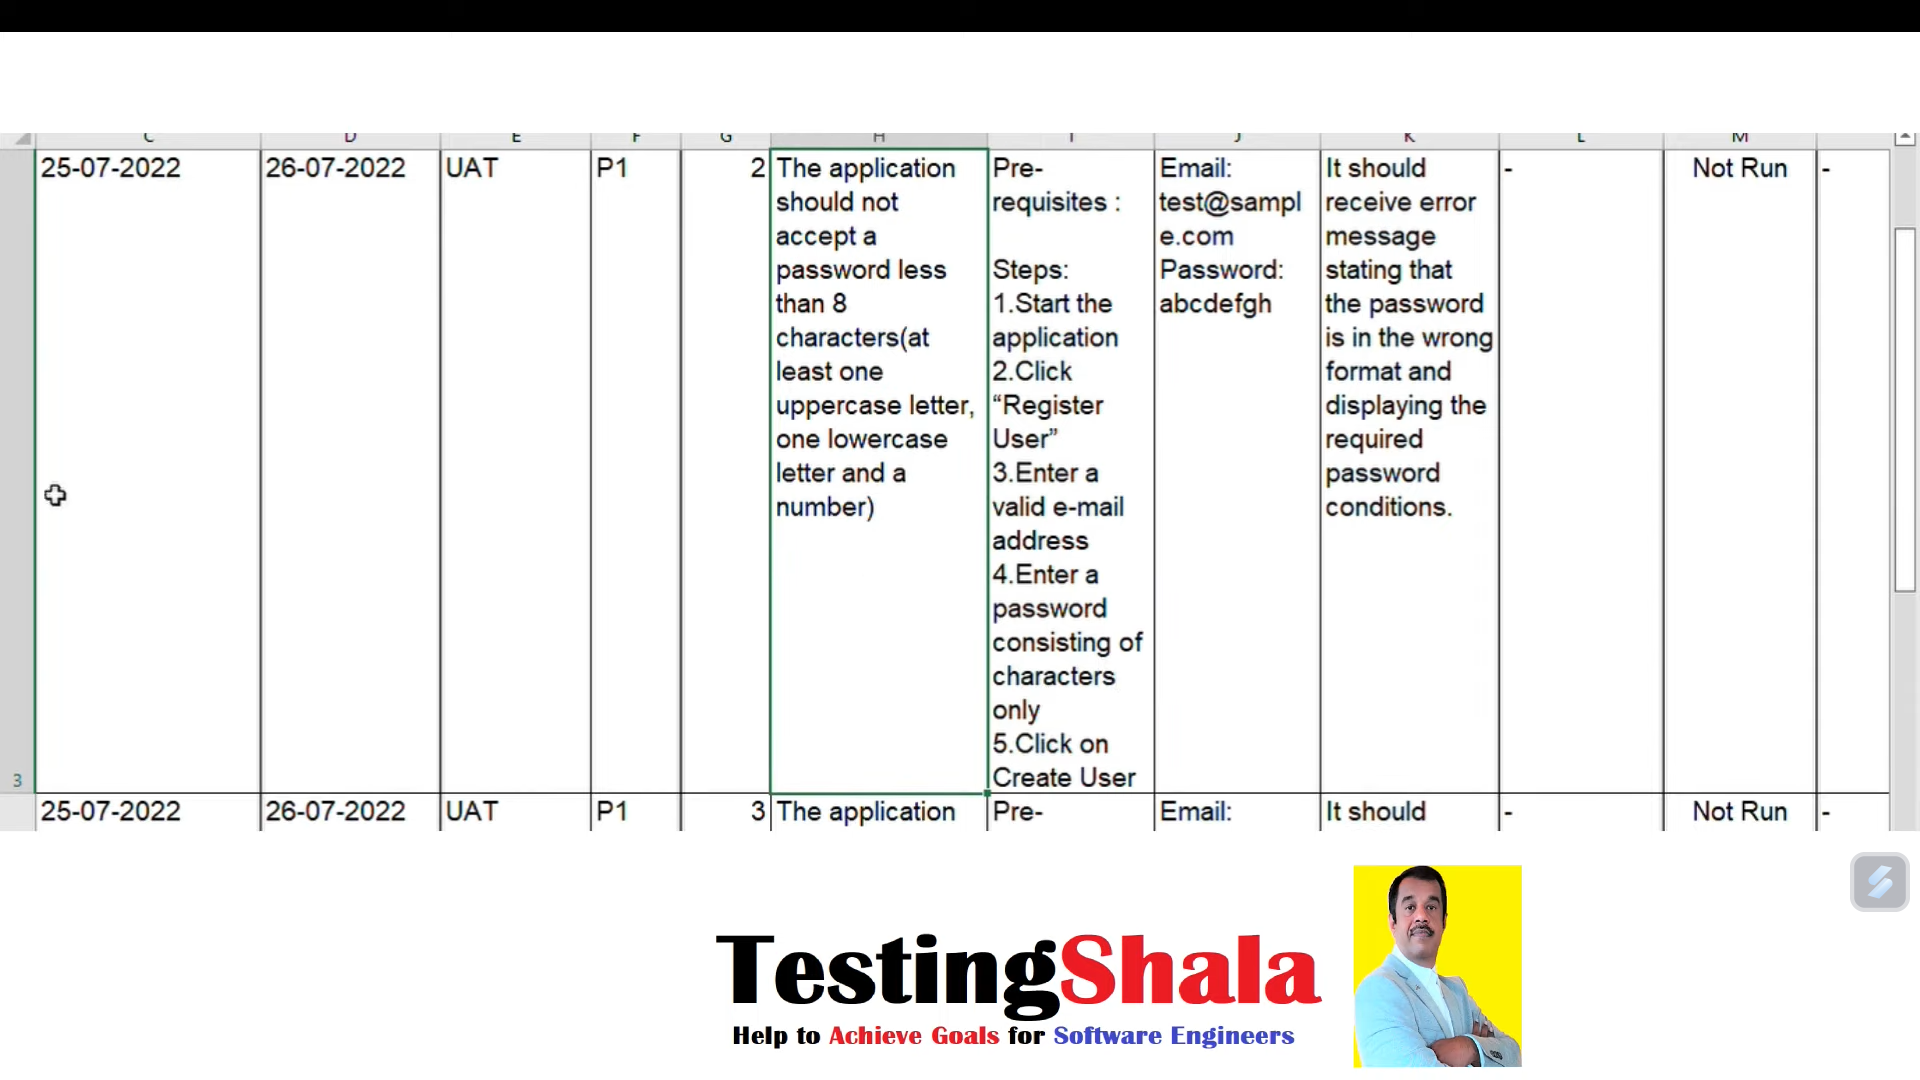 C D E F G H I J K L M
25-07-2022 26-07-2022 UAT P1 2
The application
should not
accept a
password less
than 8
characters(at
least one
uppercase letter,
one lowercase
letter and a
number)
Pre-
requisites :
Steps:
1.Start the
application
2.Click
“Register
User”
3.Enter a
valid e-mail
address
4.Enter a
password
consisting of
characters
only
5.Click on
Create User
Email:
test@sampl
e.com
Password:
abcdefgh
It should
receive error
message
stating that
the password
is in the wrong
format and
displaying the
required
password
conditions.
-
Not Run
-
3
25-07-2022 26-07-2022 UAT P1 3 The application Pre- Email: It should - Not Run -
TestingShala
Help to Achieve Goals for Software Engineers